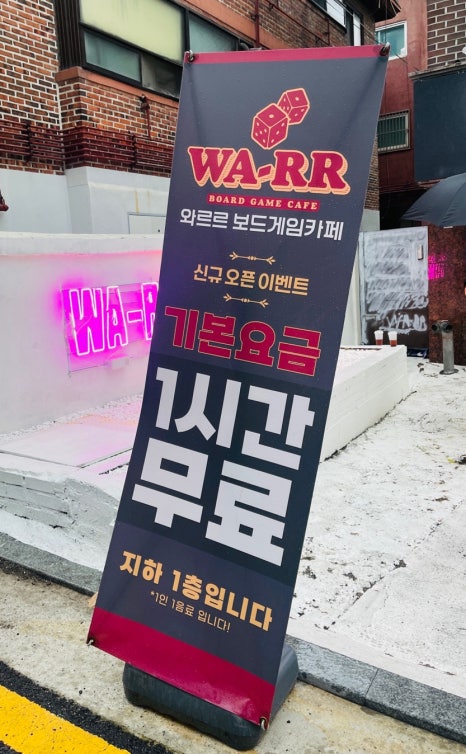 WA-RR
BOARD GAME CAFE
와르르 보드게임카페
신규 오픈 이벤트
기본요금
1시간
무료
지하 1층입니다
*1인 1음료 입니다!
WA-R